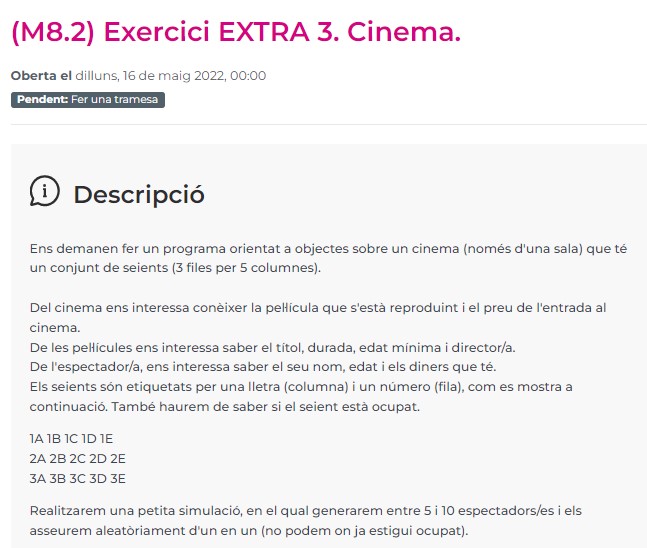 (M8.2) Exercici EXTRA 3. Cinema.
Oberta el dilluns, 16 de maig 2022, 00:00
Pendent: Fer una tramesa
Descripció
Ens demanen fer un programa orientat a objectes sobre un cinema (només d'una sala) que té
un conjunt de seients (3 files per 5 columnes).
Del cinema ens interessa conèixer la pel·lícula que s'està reproduint i el preu de l'entrada al
cinema.
De les pel·lícules ens interessa saber el títol, durada, edat mínima i director/a.
De l'espectador/a, ens interessa saber el seu nom, edat i els diners que té.
Els seients són etiquetats per una lletra (columna) i un número (fila), com es mostra a
continuació. També haurem de saber si el seient està ocupat.
1A 1B 1C 1D 1E
2A 2B 2C 2D 2E
3A 3B 3C 3D 3E
Realitzarem una petita simulació, en el qual generarem entre 5 i 10 espectadors/es i els
asseurem aleatòriament d'un en un (no podem on ja estigui ocupat).